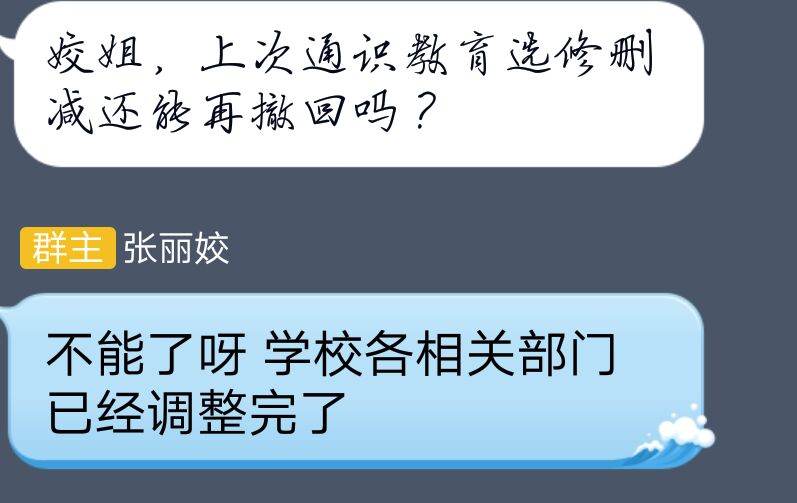 姣姐，上次通识教育选修删
减还能再撤回吗？
群主 张丽姣
不能了呀 学校各相关部门
已经调整完了